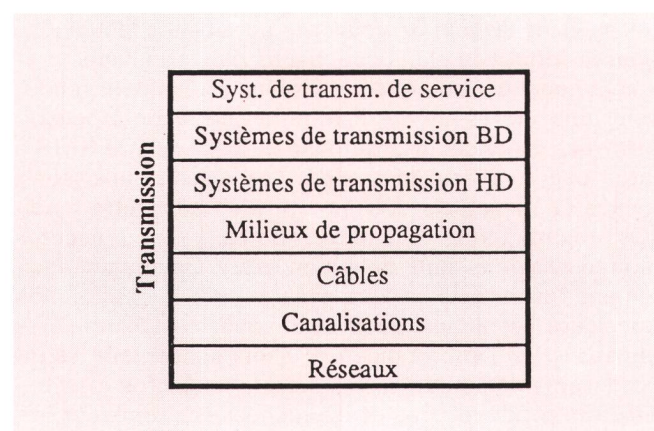 Transmission
Syst. de transm. de service
Systèmes de transmission BD
Systèmes de transmission HD
Milieux de propagation
Câbles
Canalisations
Réseaux